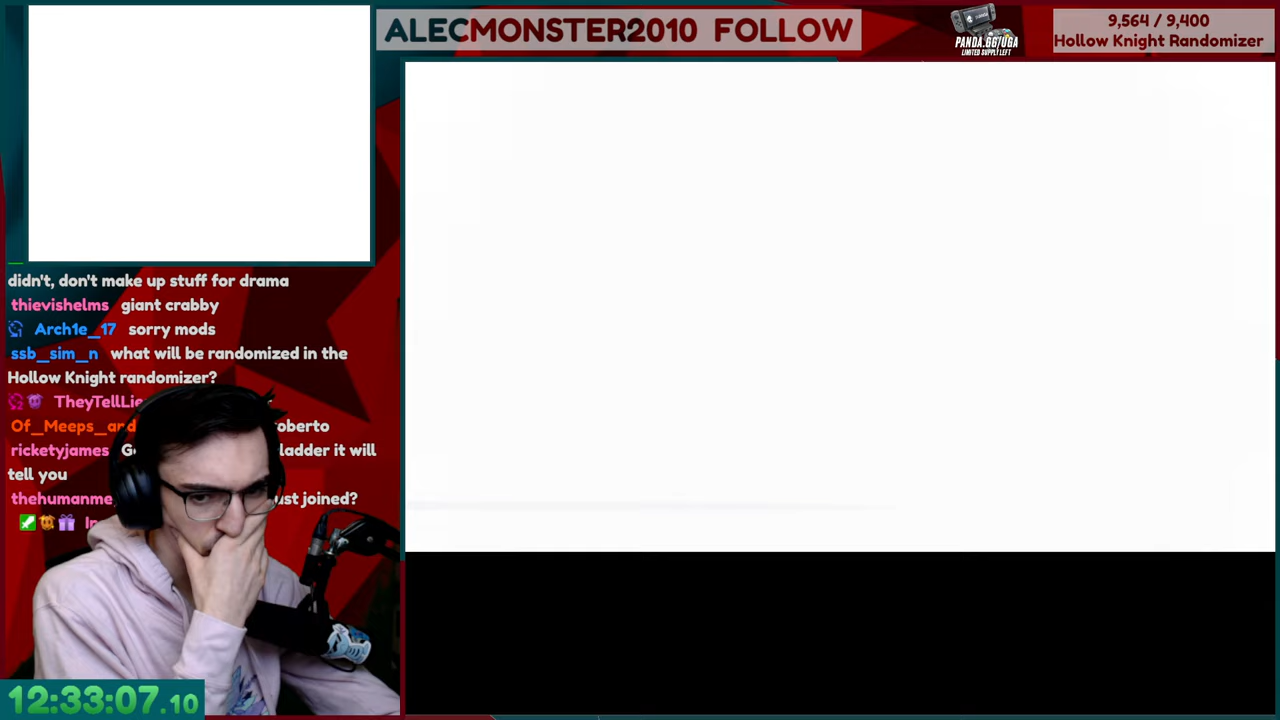 ALECMONSTER2010 FOLLOW
PANDA.GG/UGA
LIMITED SUPPLY LEFT
9,564 / 9,400
Hollow Knight Randomizer
didn't, don't make up stuff for drama
thievishelms giant crabby
Arch1e_17 sorry mods
ssb_sim_n what will be randomized in the
Hollow Knight randomizer?
TheyTellLie
Of_Meeps_and oberto
ricketyjames ladder it will
tell you
thehumanme ust joined?
12:33:07.10